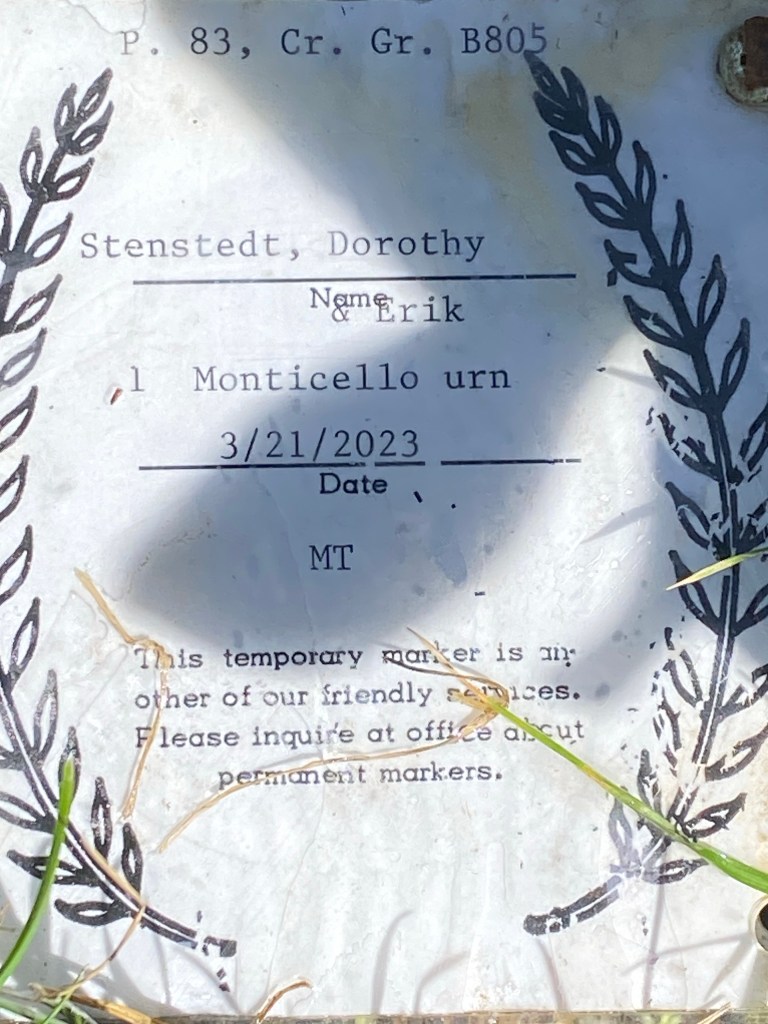 P. 83, Cr. Gr. B805
Stenstedt, Dorothy
Name
& Erik
1 Monticello urn
3/21/2023
Date
MT
This temporary marker is an-
other of our friendly services.
Please inquire at office about
permanent markers.